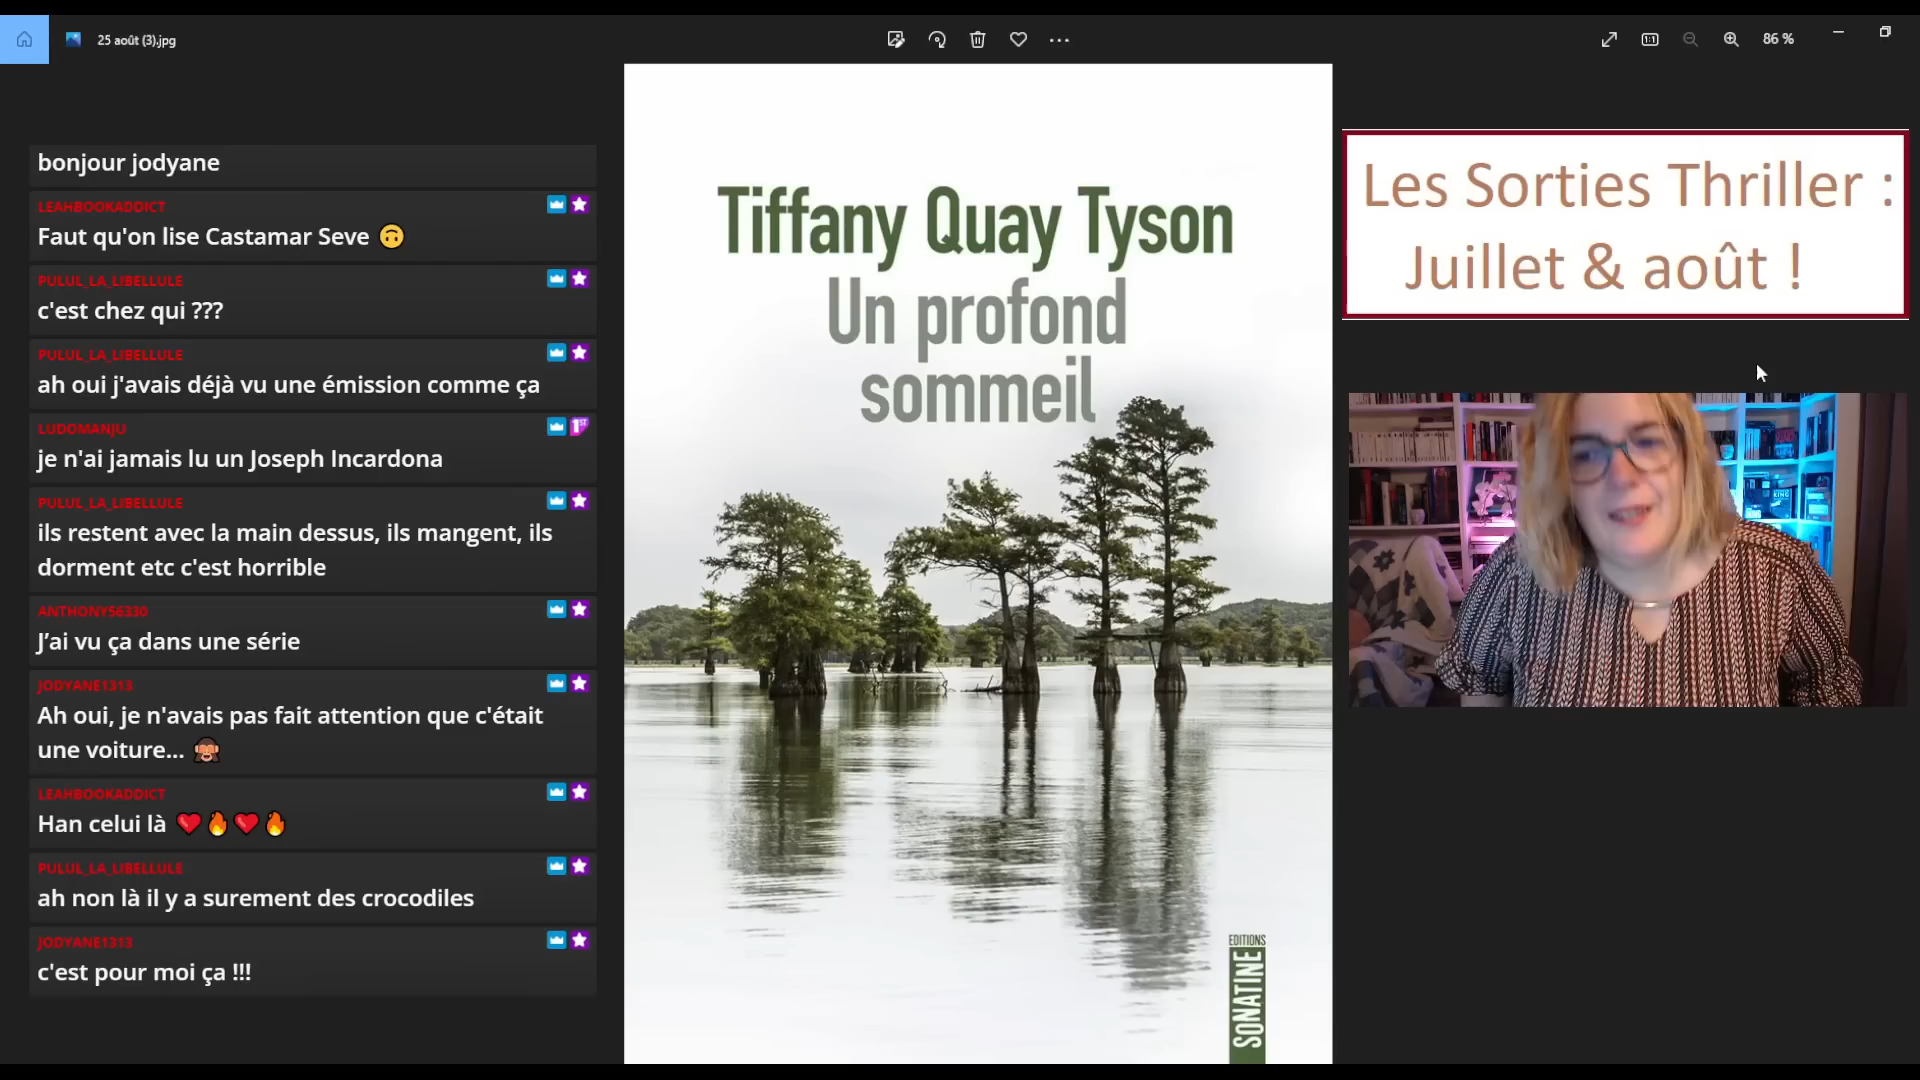 25 août (3).jpg
86 %
bonjour jodyane
LEAHBOOKADDICT
Faut qu'on lise Castamar Seve 🙃
PULUL_LA_LIBELLULE
c'est chez qui ???
PULUL_LA_LIBELLULE
ah oui j'avais déjà vu une émission comme ça
LUDOMANJU
1ST
je n'ai jamais lu un Joseph Incardona
PULUL_LA_LIBELLULE
ils restent avec la main dessus, ils mangent, ils
dorment etc c'est horrible
ANTHONY56330
J'ai vu ça dans une série
JODYANE1313
Ah oui, je n'avais pas fait attention que c'était
une voiture... 🙈
LEAHBOOKADDICT
Han celui là ❤️🔥❤️🔥
PULUL_LA_LIBELLULE
ah non là il y a surement des crocodiles
JODYANE1313
c'est pour moi ça !!!
Tiffany Quay Tyson
Un profond
sommeil
EDITIONS
SONATINE
Les Sorties Thriller :
Juillet & août !
KING